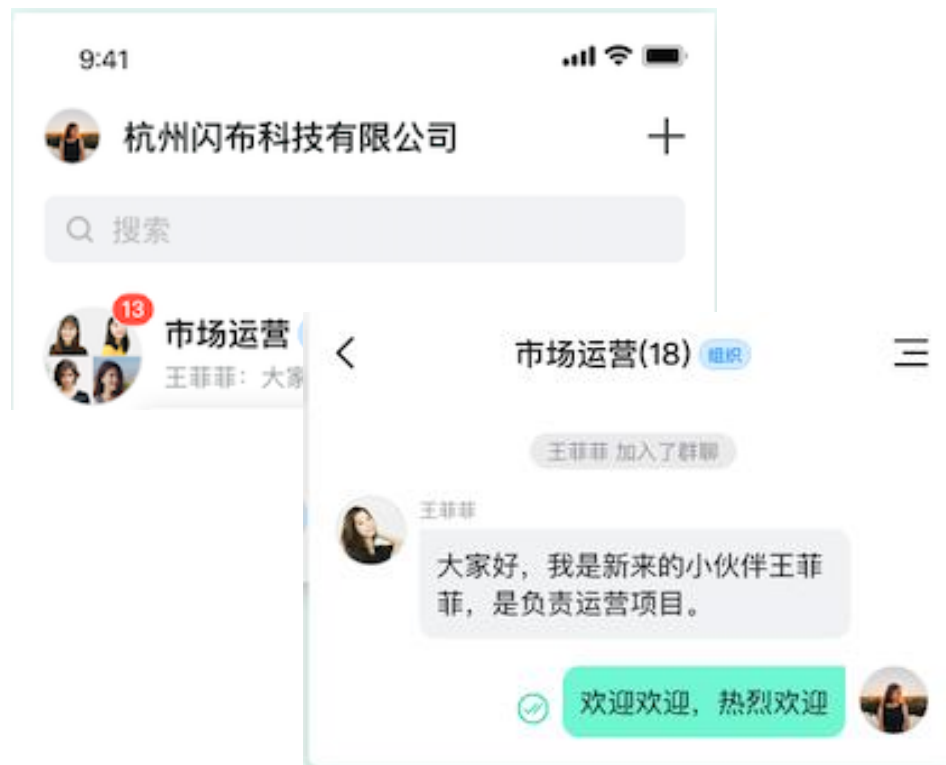 9:41
杭州闪布科技有限公司
搜索
13
市场运营
王菲菲：大家
市场运营(18) 组织
王菲菲 加入了群聊
王菲菲
大家好，我是新来的小伙伴王菲
菲，是负责运营项目。
欢迎欢迎，热烈欢迎